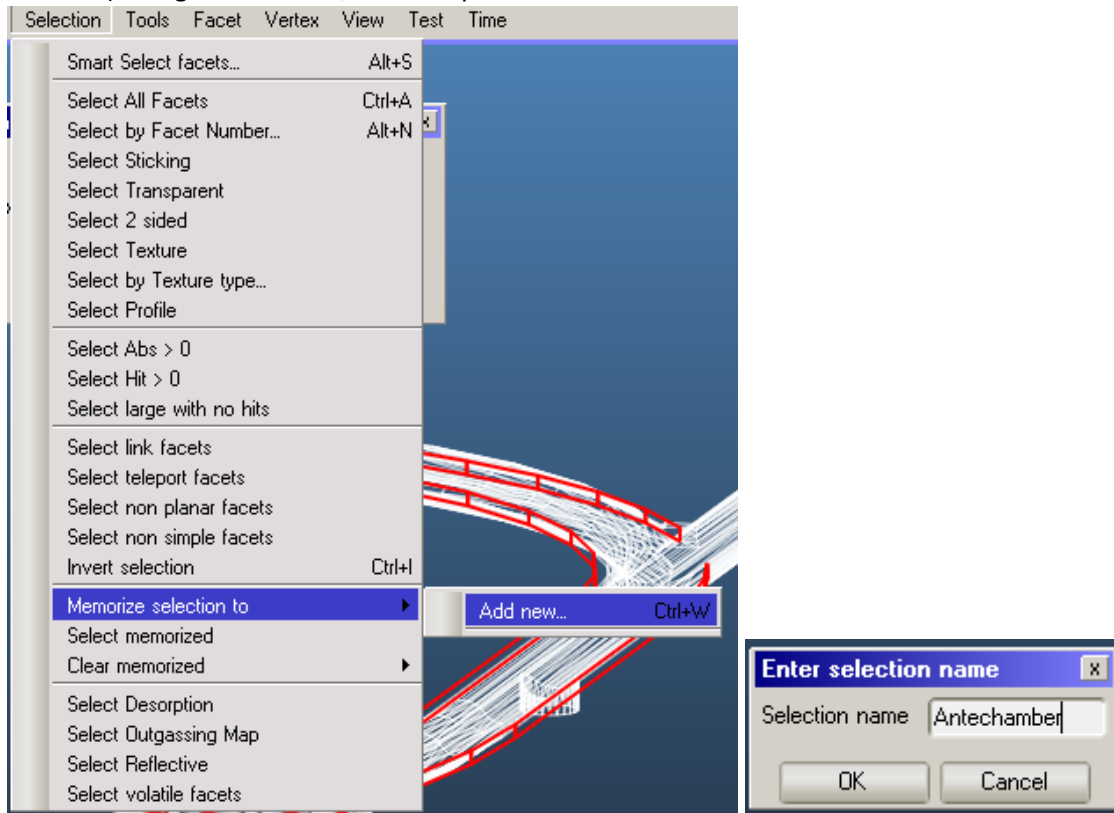 Selection Tools Facet Vertex View Test Time
Smart Select facets... Alt+S
Select All Facets Ctrl+A
Select by Facet Number... Alt+N
Select Sticking
Select Transparent
Select 2 sided
Select Texture
Select by Texture type...
Select Profile
Select Abs > 0
Select Hit > 0
Select large with no hits
Select link facets
Select teleport facets
Select non planar facets
Select non simple facets
Invert selection Ctrl+I
Memorize selection to
Add new... Ctrl+W
Select memorized
Clear memorized
Select Desorption
Select Outgassing Map
Select Reflective
Select volatile facets
Enter selection name
Selection name Antechamber
OK Cancel